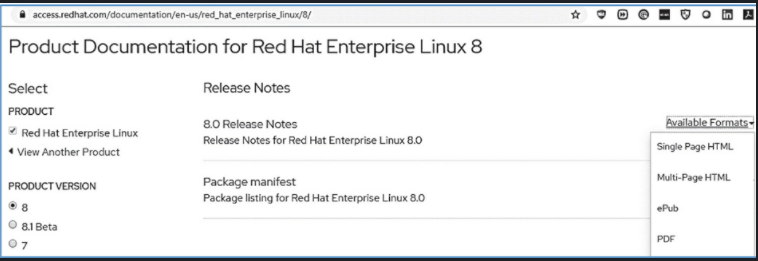 access.redhat.com/documentation/en-us/red_hat_enterprise_linux/8/
Product Documentation for Red Hat Enterprise Linux 8
Select
PRODUCT
Red Hat Enterprise Linux
View Another Product
PRODUCT VERSION
8
8.1 Beta
7
Release Notes
8.0 Release Notes
Release Notes for Red Hat Enterprise Linux 8.0
Package manifest
Package listing for Red Hat Enterprise Linux 8.0
Available Formats
Single Page HTML
Multi-Page HTML
ePub
PDF